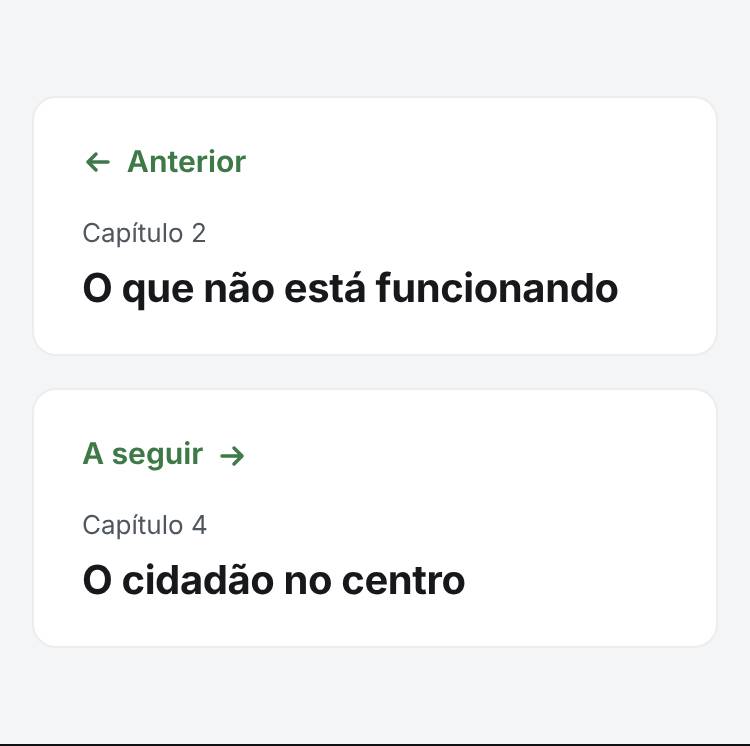 ← Anterior
Capítulo 2
O que não está funcionando
A seguir →
Capítulo 4
O cidadão no centro